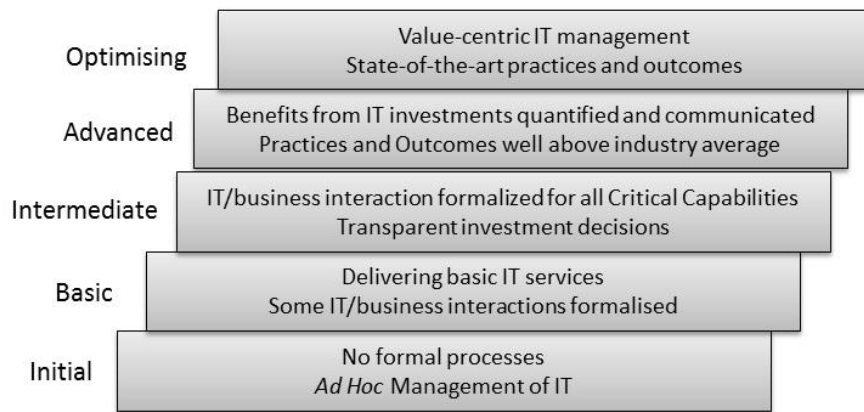 Optimising
Value-centric IT management
State-of-the-art practices and outcomes
Advanced
Benefits from IT investments quantified and communicated
Practices and Outcomes well above industry average
Intermediate
IT/business interaction formalized for all Critical Capabilities
Transparent investment decisions
Basic
Delivering basic IT services
Some IT/business interactions formalised
Initial
No formal processes
Ad Hoc Management of IT